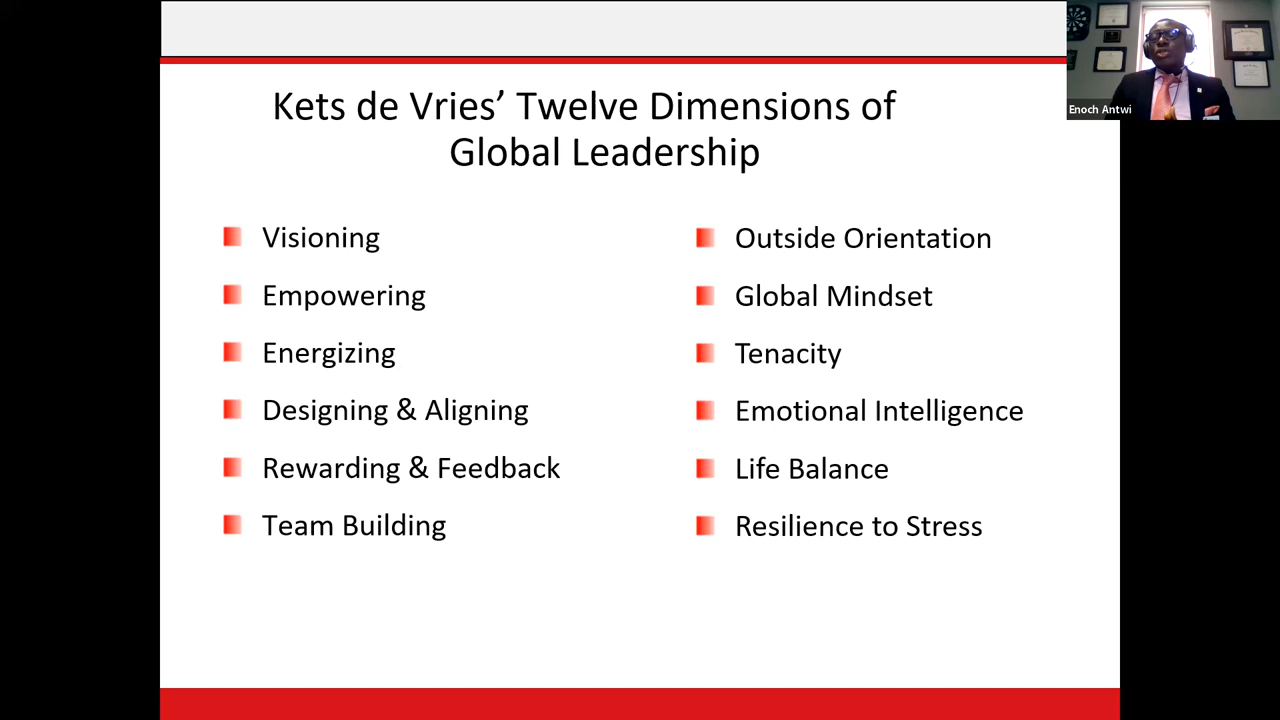 Kets de Vries’ Twelve Dimensions of
Global Leadership
Visioning
Empowering
Energizing
Designing & Aligning
Rewarding & Feedback
Team Building
Outside Orientation
Global Mindset
Tenacity
Emotional Intelligence
Life Balance
Resilience to Stress
Enoch Antwi